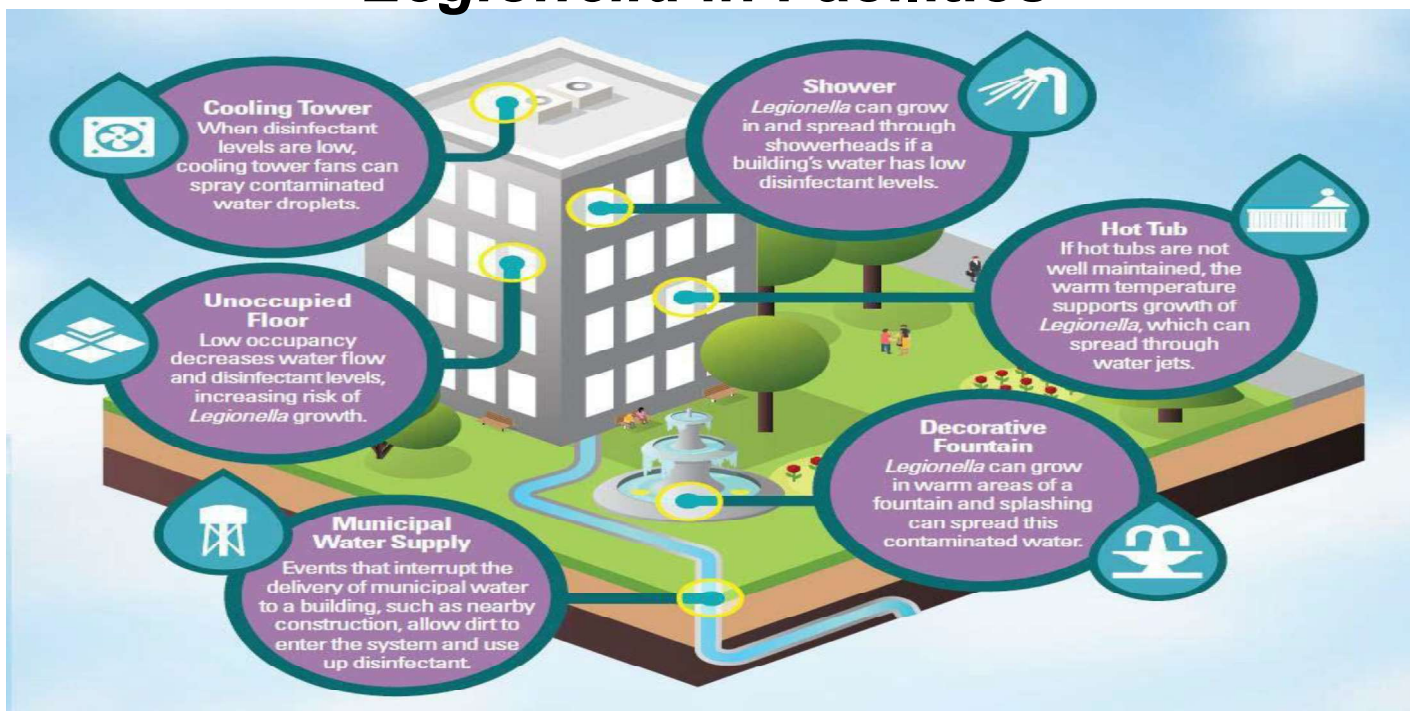 Legionella in Facilities
Cooling Tower
When disinfectant
levels are low,
cooling tower fans can
spray contaminated
water droplets.
Shower
Legionella can grow
in and spread through
showerheads if a
building's water has low
disinfectant levels.
Hot Tub
If hot tubs are not
well maintained, the
warm temperature
supports growth of
Legionella, which can
spread through
water jets.
Unoccupied
Floor
Low occupancy
decreases water flow
and disinfectant levels,
increasing risk of
Legionella growth.
Decorative
Fountain
Legionella can grow
in warm areas of a
fountain and splashing
can spread this
contaminated water.
Municipal
Water Supply
Events that interrupt the
delivery of municipal water
to a building, such as nearby
construction, allow dirt to
enter the system and use
up disinfectant.